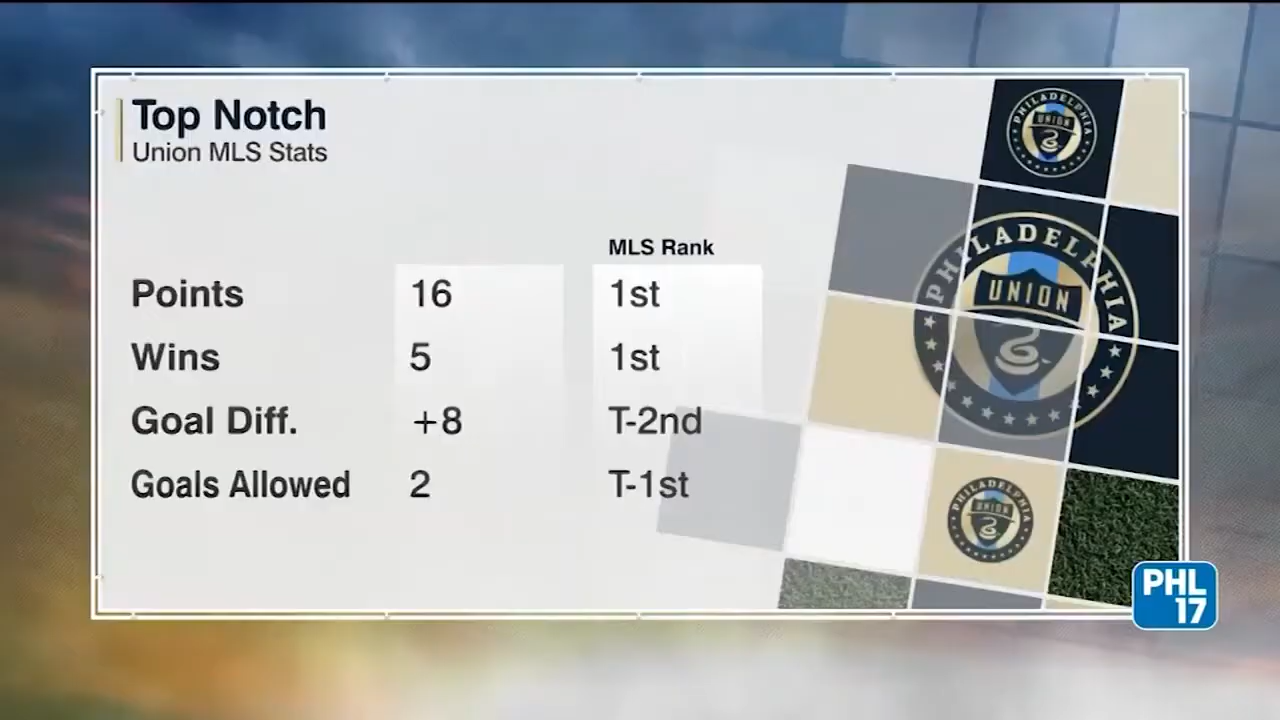 Top Notch
Union MLS Stats
MLS Rank
Points 16 1st
Wins 5 1st
Goal Diff. +8 T-2nd
Goals Allowed 2 T-1st
PHILADELPHIA
UNION
PHILADELPHIA
UNION
PHILADELPHIA
UNION
PHL
17